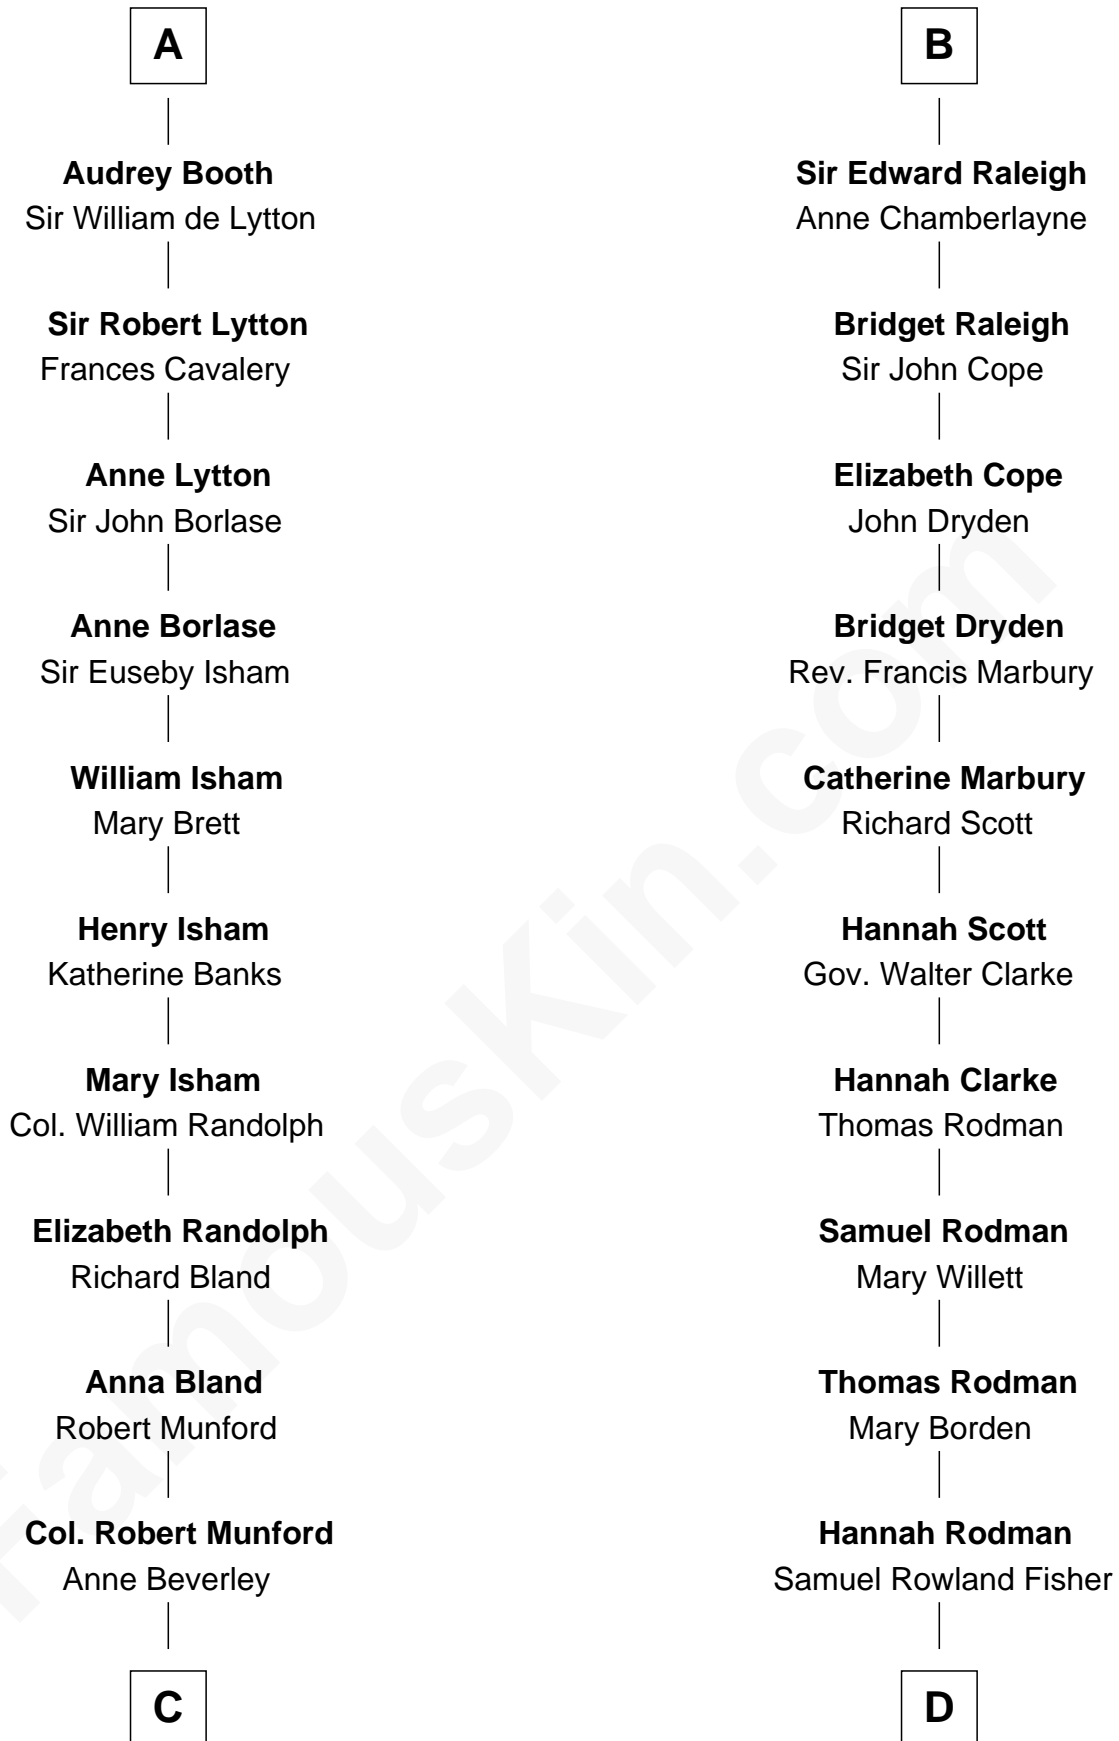 A
Audrey Booth
Sir William de Lytton
Sir Robert Lytton
Frances Cavalery
Anne Lytton
Sir John Borlase
Anne Borlase
Sir Euseby Isham
William Isham
Mary Brett
Henry Isham
Katherine Banks
Mary Isham
Col. William Randolph
Elizabeth Randolph
Richard Bland
Anna Bland
Robert Munford
Col. Robert Munford
Anne Beverley
C
B
Sir Edward Raleigh
Anne Chamberlayne
Bridget Raleigh
Sir John Cope
Elizabeth Cope
John Dryden
Bridget Dryden
Rev. Francis Marbury
Catherine Marbury
Richard Scott
Hannah Scott
Gov. Walter Clarke
Hannah Clarke
Thomas Rodman
Samuel Rodman
Mary Willett
Thomas Rodman
Mary Borden
Hannah Rodman
Samuel Rowland Fisher
D
FamousKin.com